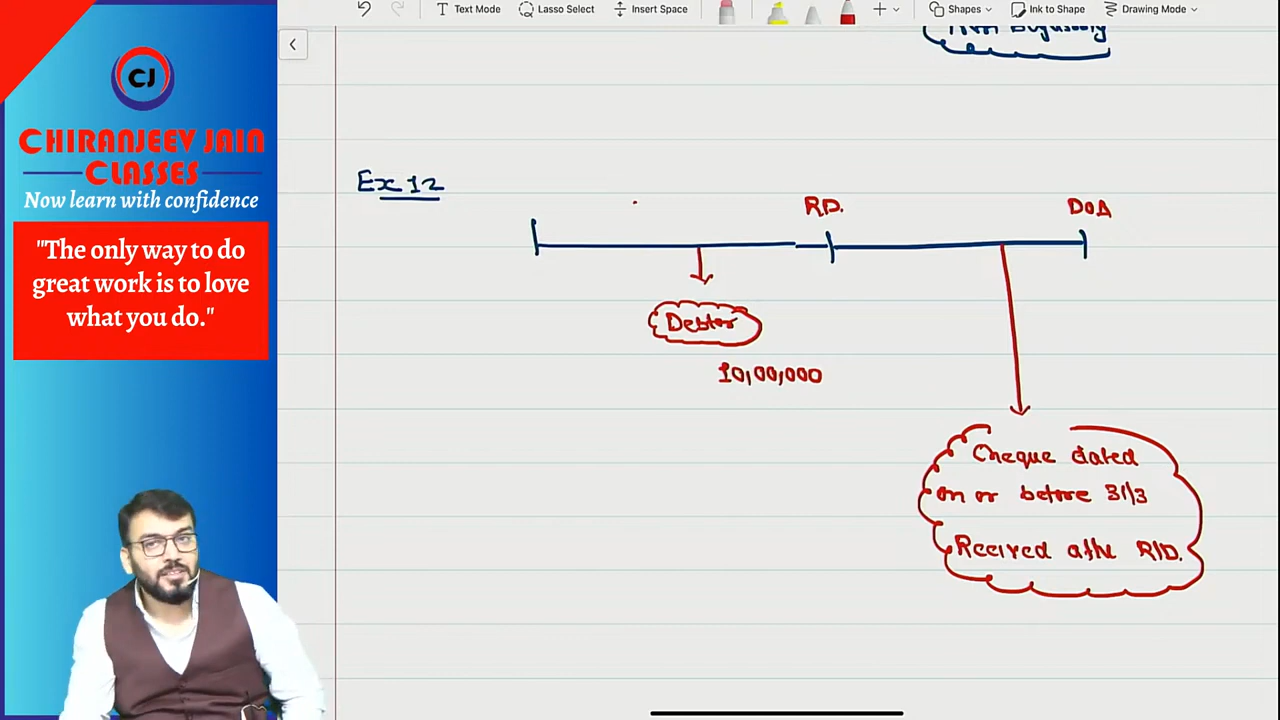 Text Mode
Lasso Select
Insert Space
Shapes
Ink to Shape
Drawing Mode
CJ
CHIRANJEEV JAIN
CLASSES
Now learn with confidence
"The only way to do
great work is to love
what you do."
Ex 12
RD.
DOA
Debtor
10,00,000
Cheque dated
on or before 31/3
Received R/D.